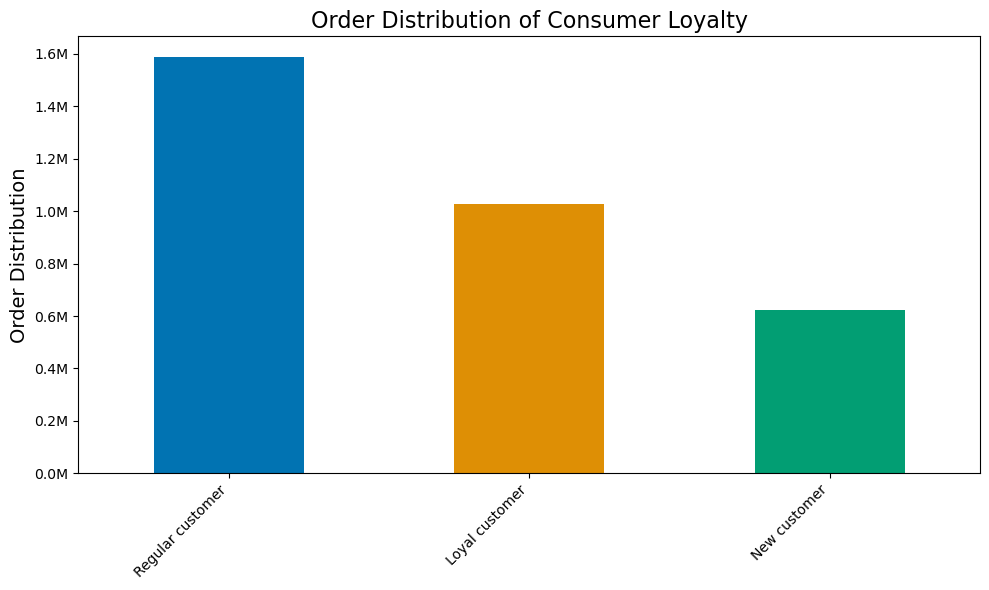 Order Distribution of Consumer Loyalty
Order Distribution
1.6M
1.4M
1.2M
1.0M
0.8M
0.6M
0.4M
0.2M
0.0M
Regular customer
Loyal customer
New customer